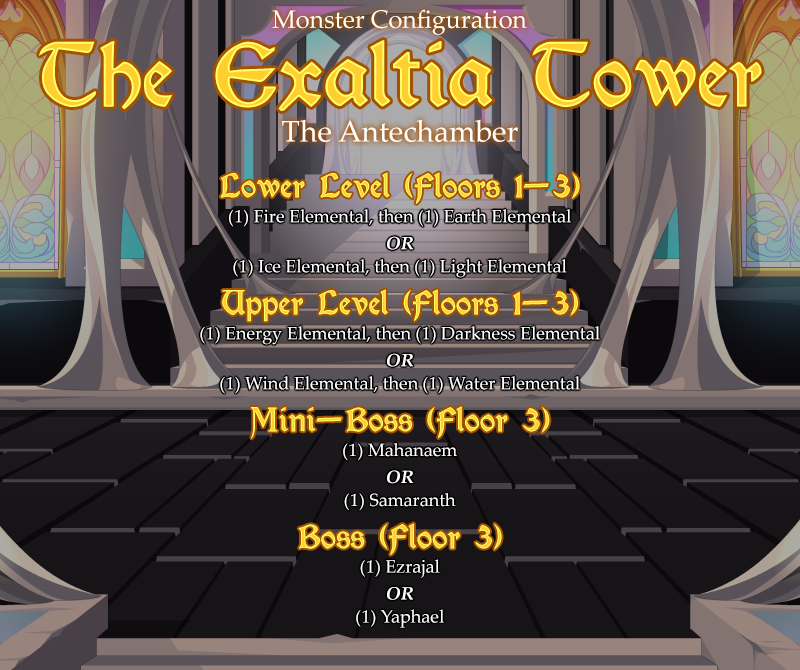 Monster Configuration
The Exaltia Tower
The Antechamber
Lower Level (Floors 1—3)
(1) Fire Elemental, then (1) Earth Elemental
OR
(1) Ice Elemental, then (1) Light Elemental
Upper Level (Floors 1—3)
(1) Energy Elemental, then (1) Darkness Elemental
OR
(1) Wind Elemental, then (1) Water Elemental
Mini—Boss (Floor 3)
(1) Mahanaem
OR
(1) Samaranth
Boss (Floor 3)
(1) Ezrajal
OR
(1) Yaphael